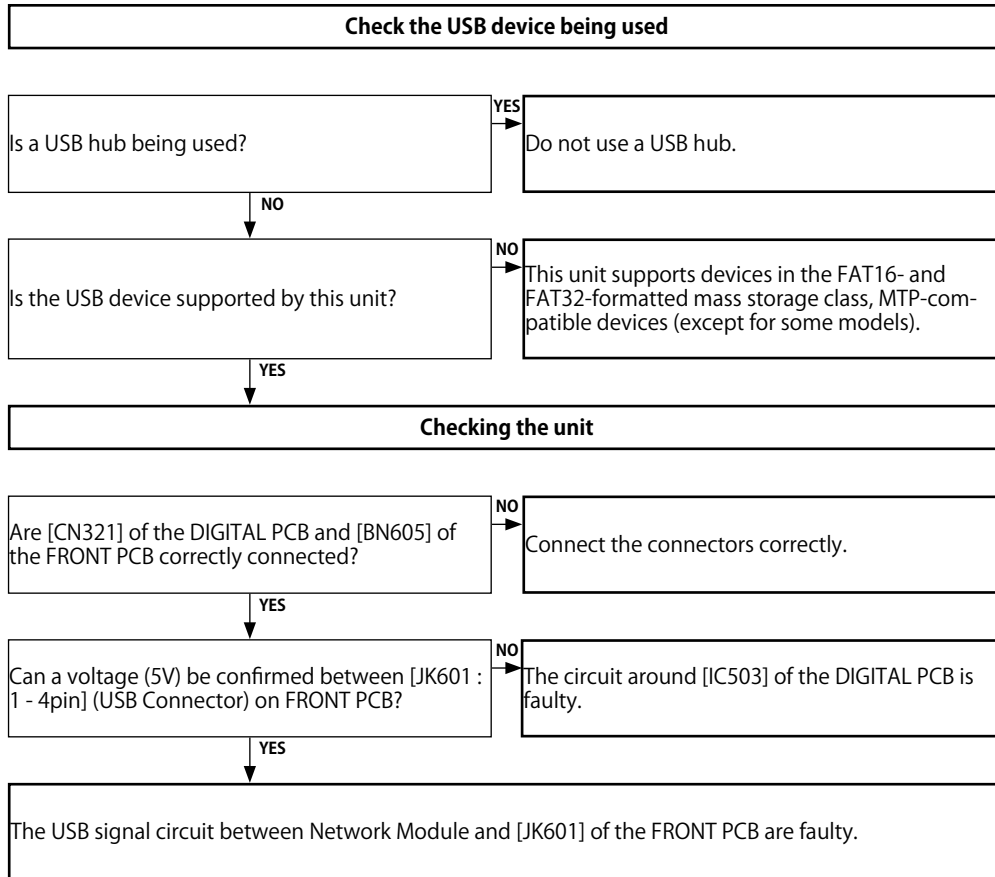 Check the USB device being used
Is a USB hub being used?
YES
Do not use a USB hub.
NO
Is the USB device supported by this unit?
NO
This unit supports devices in the FAT16- and
FAT32-formatted mass storage class, MTP-com-
patible devices (except for some models).
YES
Checking the unit
Are [CN321] of the DIGITAL PCB and [BN605] of
the FRONT PCB correctly connected?
NO
Connect the connectors correctly.
YES
Can a voltage (5V) be confirmed between [JK601 :
1 - 4pin] (USB Connector) on FRONT PCB?
NO
The circuit around [IC503] of the DIGITAL PCB is
faulty.
YES
The USB signal circuit between Network Module and [JK601] of the FRONT PCB are faulty.